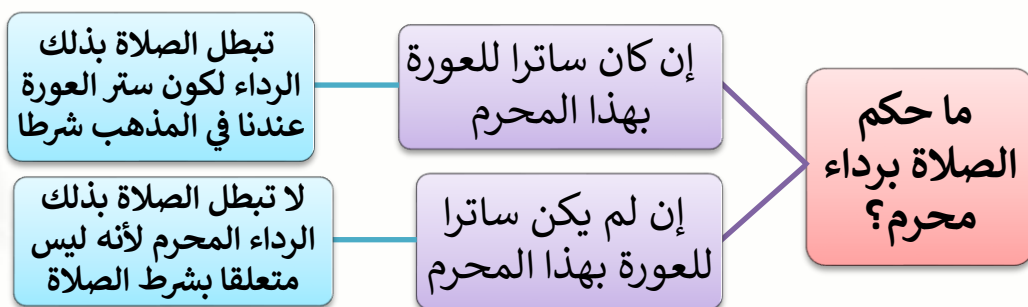 ما حكم
الصلاة برداء
محرم؟
إن كان ساترا للعورة
بهذا المحرم
تبطل الصلاة بذلك
الرداء لكون ستر العورة
عندنا في المذهب شرطا
إن لم يكن ساترا
للعورة بهذا المحرم
لا تبطل الصلاة بذلك
الرداء المحرم لأنه ليس
متعلقا بشرط الصلاة